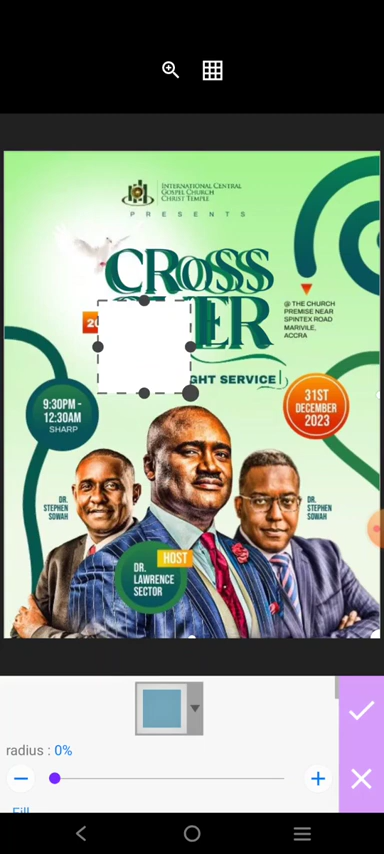 INTERNATIONAL CENTRAL
GOSPEL CHURCH
CHRIST TEMPLE
PRESENTS
CROSS
ER
20
@ THE CHURCH
PREMISE NEAR
SPINTEX ROAD
MARIVILE,
ACCRA
GHT SERVICE
9:30PM -
12:30AM
SHARP
31ST
DECEMBER
2023
DR.
STEPHEN
SOWAH
DR.
STEPHEN
SOWAH
HOST
DR.
LAWRENCE
SECTOR
radius : 0%
Fill